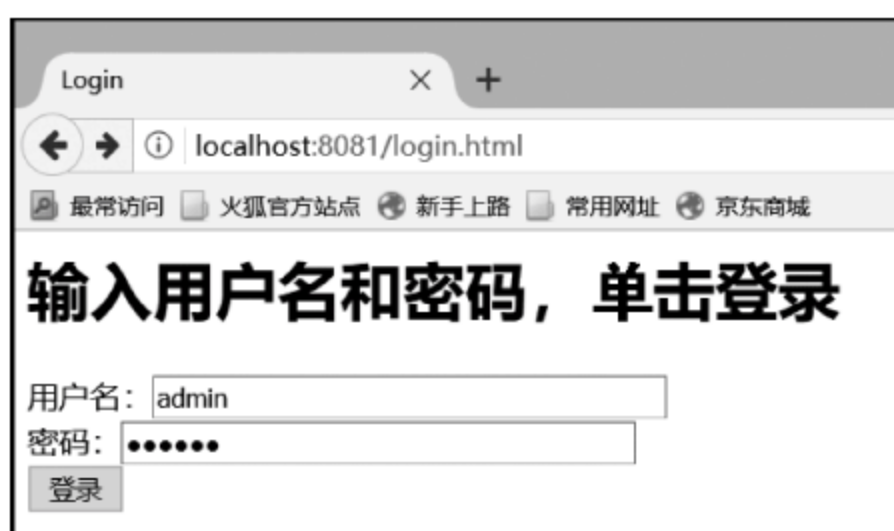 Login
localhost:8081/login.html
最常访问 火狐官方站点 新手上路 常用网址 京东商城
输入用户名和密码，单击登录
用户名：admin
密码：••••••
登录